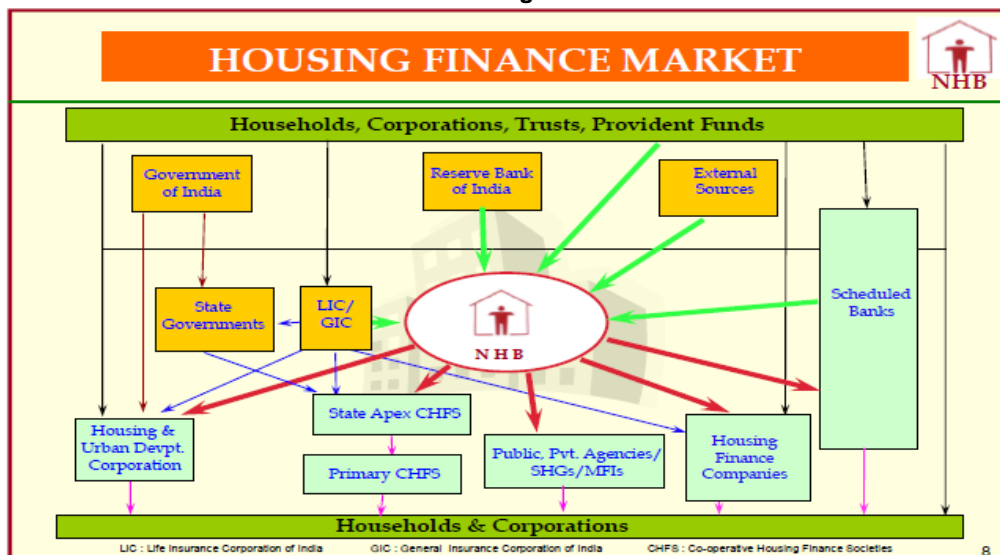 HOUSING FINANCE MARKET
NHB
Households, Corporations, Trusts, Provident Funds
Government
of India
Reserve Bank
of India
External
Sources
State
Governments
LIC/
GIC
NHB
Scheduled
Banks
Housing &
Urban Devpt.
Corporation
State Apex CHFS
Primary CHFS
Public, Pvt. Agencies/
SHGs/MFIs
Housing
Finance
Companies
Households & Corporations
LIC : Life Insurance Corporation of India GIC : General Insurance Corporation of India CHFS : Co-operative Housing Finance Societies
8